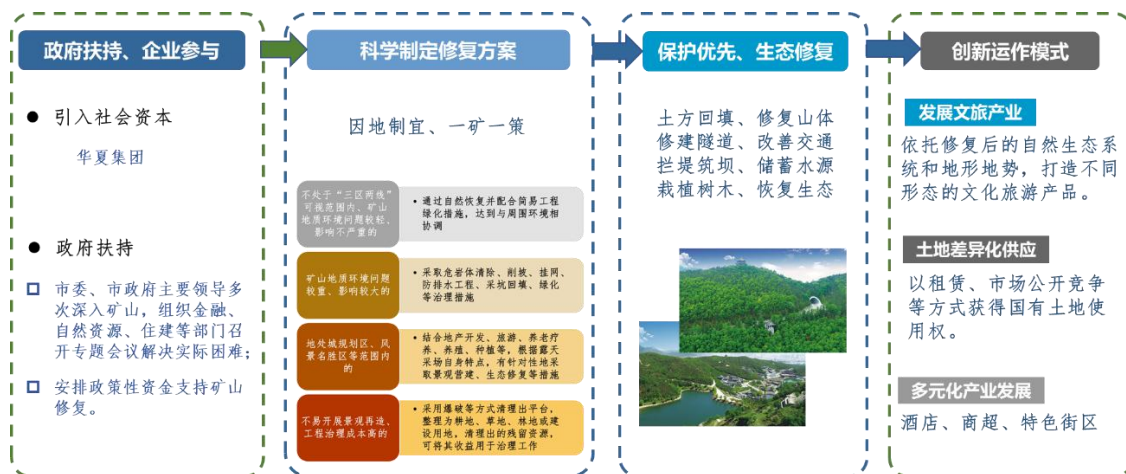 政府扶持、企业参与
● 引入社会资本
华夏集团
● 政府扶持
□ 市委、市政府主要领导多
次深入矿山，组织金融、
自然资源、住建等部门召
开专题会议解决实际困难；
□ 安排政策性资金支持矿山
修复。
科学制定修复方案
因地制宜、一矿一策
不处于“三区两线”
可视范围内、矿山
地质环境问题较轻、
影响不严重的
• 通过自然恢复并配合简易工程
绿化措施，达到与周围环境相
协调
矿山地质环境问题
较重、影响较大的
• 采取危岩体清除、削坡、挂网、
防排水工程、采坑回填、绿化
等治理措施
地处城规划区、风
景名胜区等范围内
的
• 结合地产开发、旅游、养老疗
养、养殖、种植等，根据露天
采场自身特点，有针对性地采
取景观营建、生态修复等措施
不易开展景观再造、
工程治理成本高的
• 采用爆破等方式清理出平台，
整理为耕地、草地、林地或建
设用地，清理出的残留资源，
可将其收益用于治理工作
保护优先、生态修复
土方回填、修复山体
修建隧道、改善交通
拦堤筑坝、储蓄水源
栽植树木、恢复生态
创新运作模式
发展文旅产业
依托修复后的自然生态系
统和地形地势，打造不同
形态的文化旅游产品。
土地差异化供应
以租赁、市场公开竞争
等方式获得国有土地使
用权。
多元化产业发展
酒店、商超、特色街区